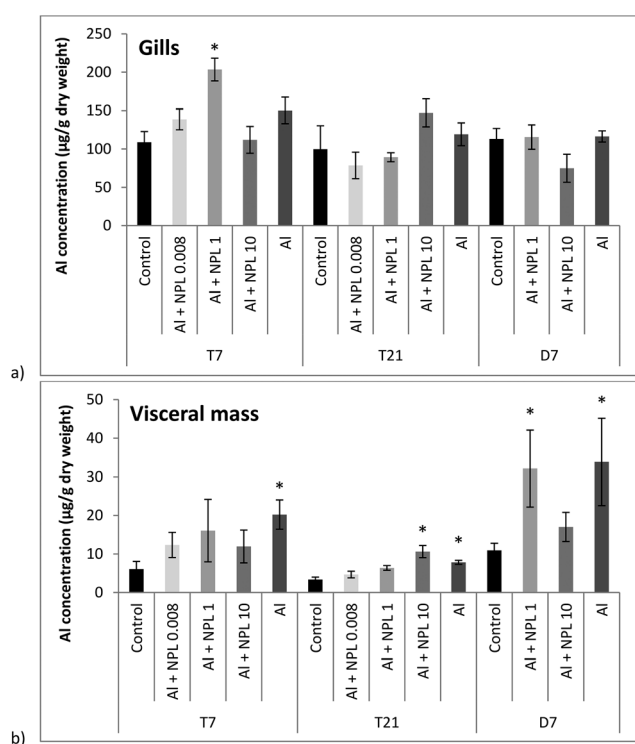 Gills
Al concentration (µg/g dry weight)
250
200
150
100
50
0
*
Control
Al + NPL 0.008
Al + NPL 1
Al + NPL 10
Al
Control
Al + NPL 0.008
Al + NPL 1
Al + NPL 10
Al
Control
Al + NPL 1
Al + NPL 10
Al
T7
T21
D7
a)
Visceral mass
Al concentration (µg/g dry weight)
50
40
30
20
10
0
*
*
*
*
*
Control
Al + NPL 0.008
Al + NPL 1
Al + NPL 10
Al
Control
Al + NPL 0.008
Al + NPL 1
Al + NPL 10
Al
Control
Al + NPL 1
Al + NPL 10
Al
T7
T21
D7
b)